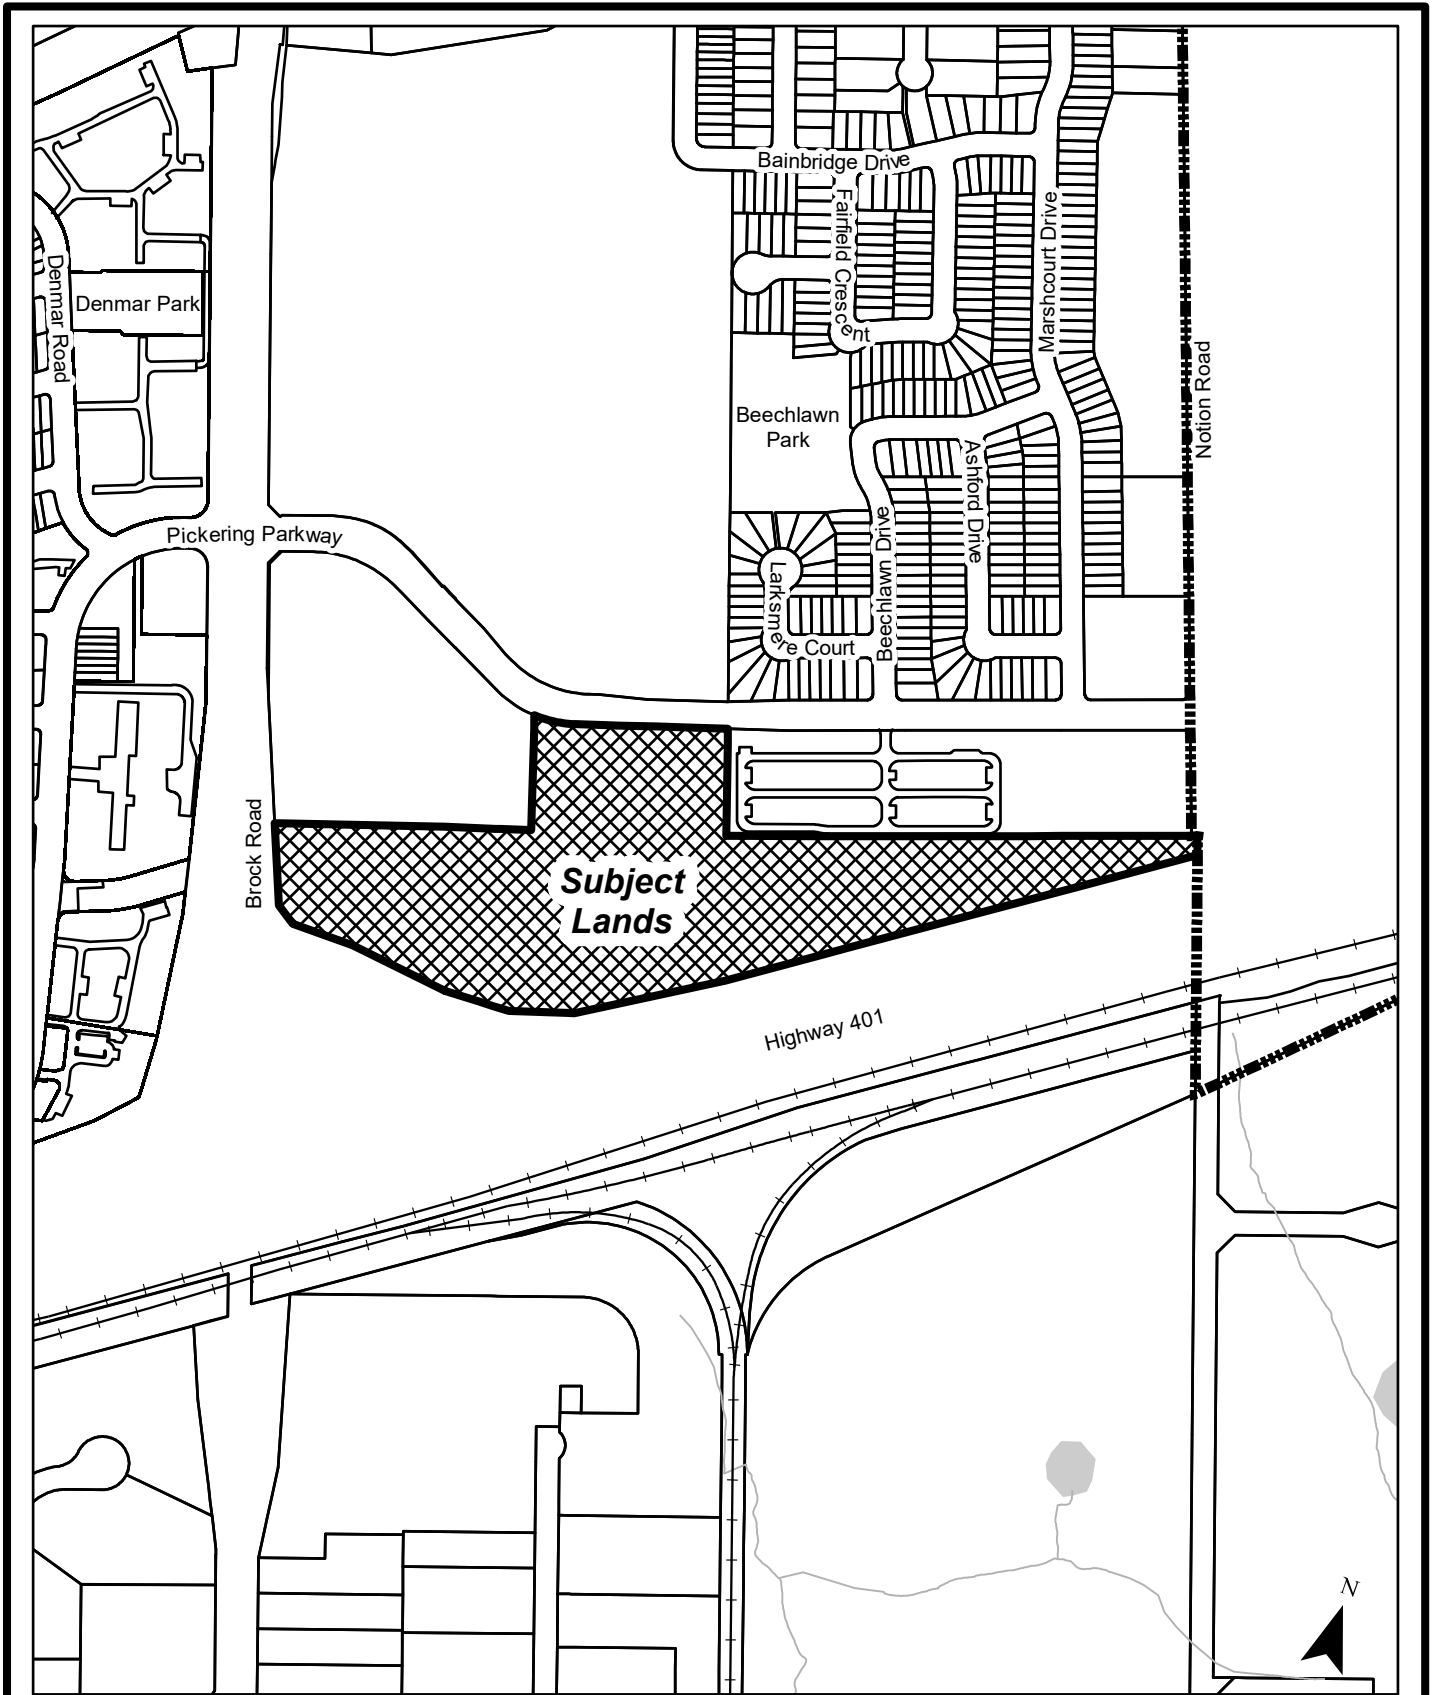 Bainbridge Drive
Fairfield Crescent
Marshcourt Drive
Denmar Road
Denmar Park
Notion Road
Beechlawn
Park
Ashford Drive
Pickering Parkway
Beechlawn Drive
Larksmere Court
Brock Road
Subject
Lands
Highway 401
N